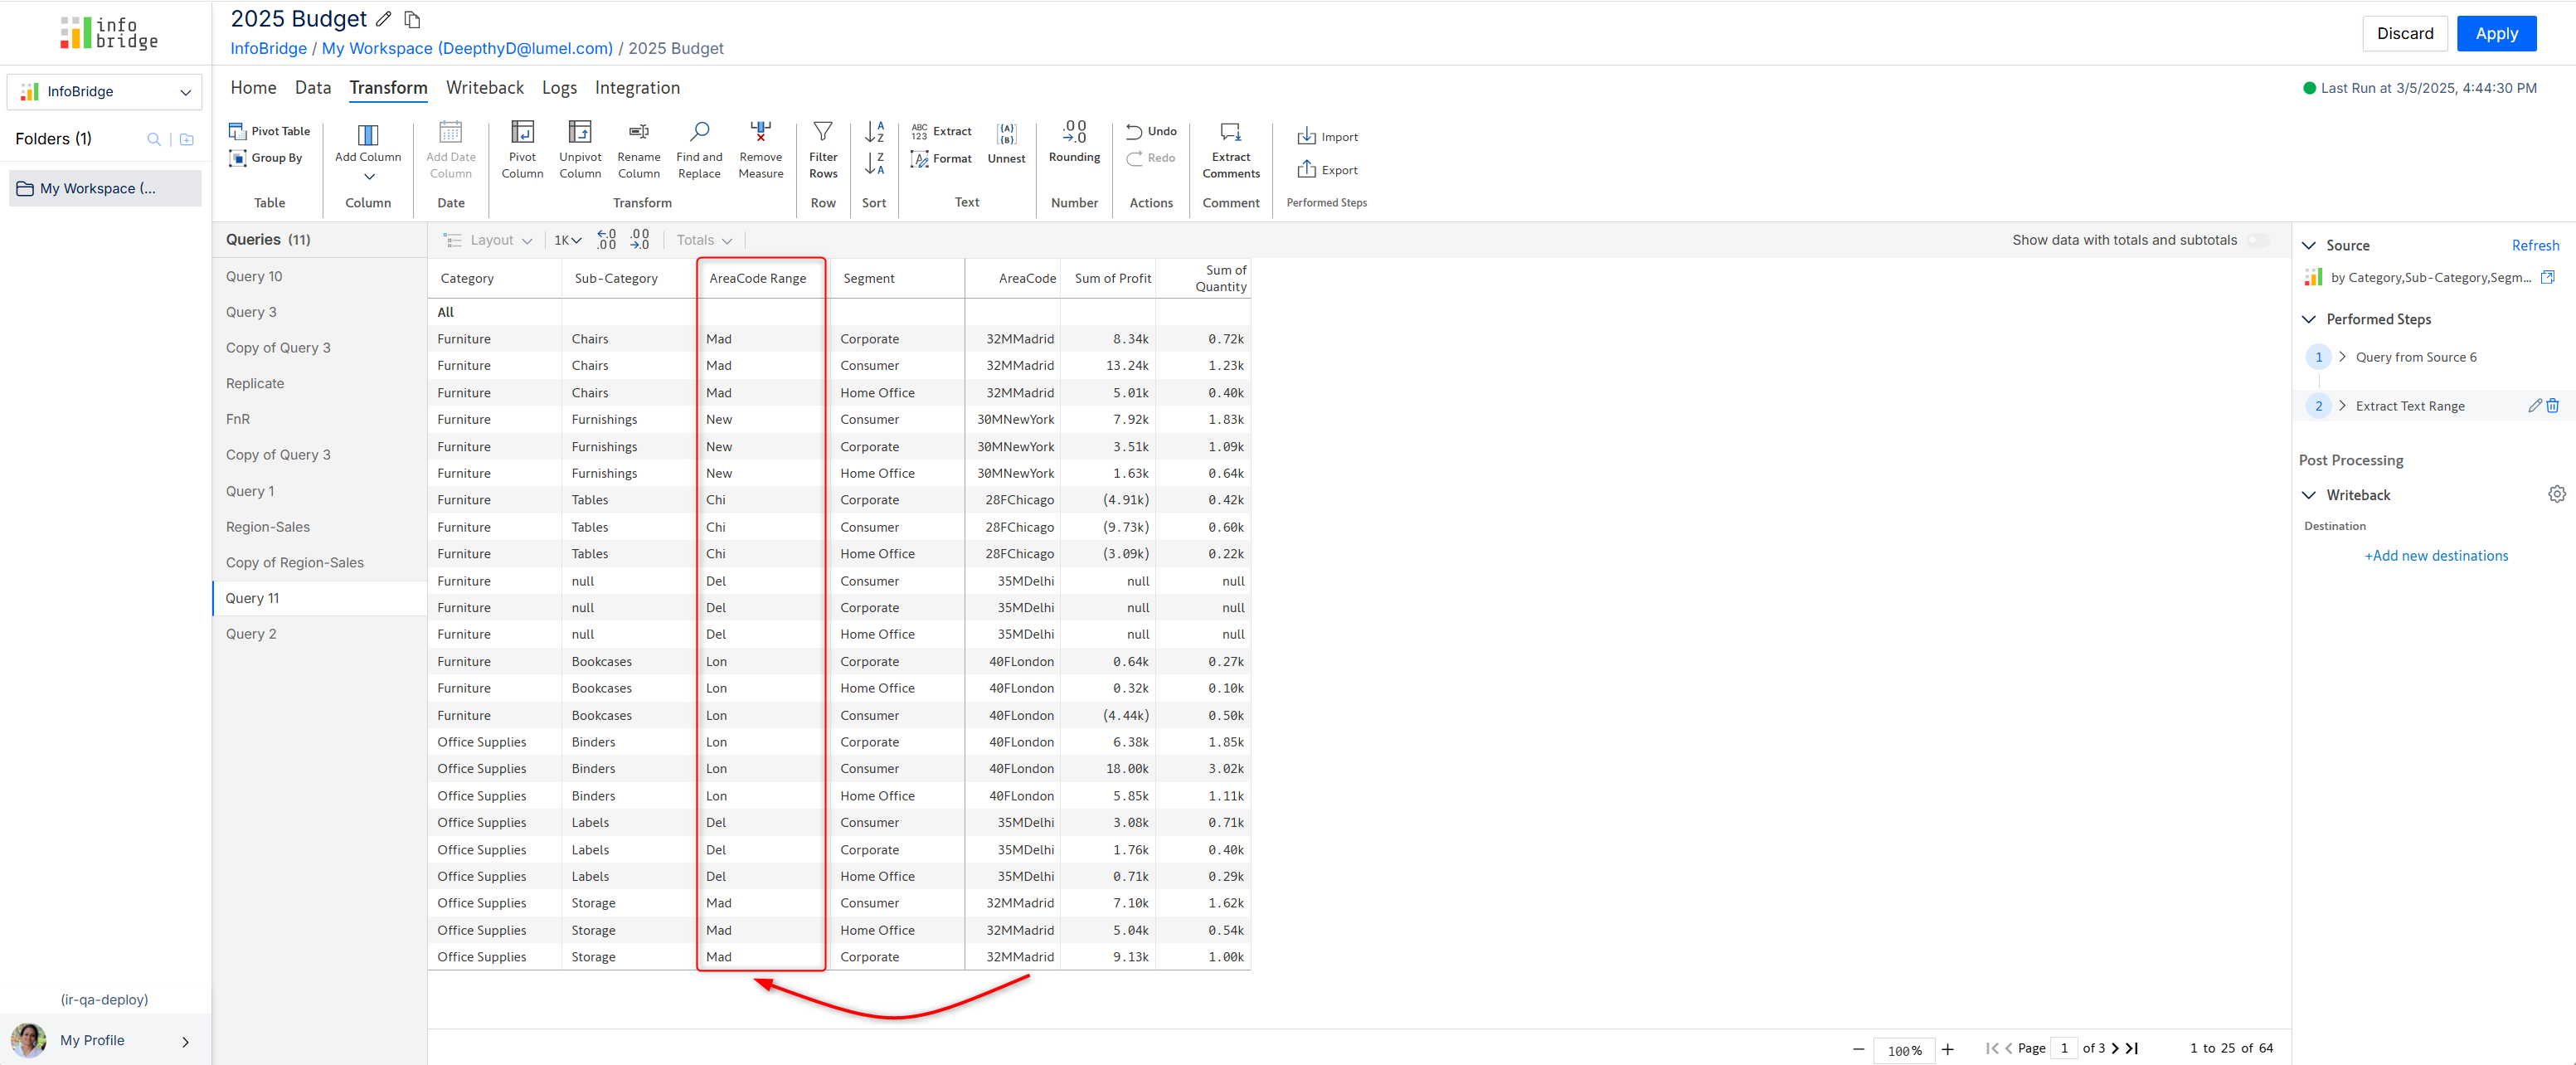 info
bridge
2025 Budget
InfoBridge / My Workspace (DeepthyD@lumel.com) / 2025 Budget
Discard
Apply
InfoBridge
Home Data Transform Writeback Logs Integration
Last Run at 3/5/2025, 4:44:30 PM
Folders (1)
My Workspace (...
Pivot Table
Group By
Table
Add Column
Column
Add Date Column
Date
Pivot Column
Unpivot Column
Rename Column
Find and Replace
Remove Measure
Transform
Filter Rows
Row
A
Z
Z
A
Sort
ABC
123
Extract
Format
Unnest
Text
Rounding
Number
Undo
Redo
Actions
Extract Comments
Comment
Import
Export
Performed Steps
Queries (11)
Query 10
Query 3
Copy of Query 3
Replicate
FnR
Copy of Query 3
Query 1
Region-Sales
Copy of Region-Sales
Query 11
Query 2
Layout 1K Totals
Show data with totals and subtotals
Category Sub-Category AreaCode Range Segment AreaCode Sum of Profit Sum of Quantity
All
Furniture Chairs Mad Corporate 32MMadrid 8.34k 0.72k
Furniture Chairs Mad Consumer 32MMadrid 13.24k 1.23k
Furniture Chairs Mad Home Office 32MMadrid 5.01k 0.40k
Furniture Furnishings New Consumer 30MNewYork 7.92k 1.83k
Furniture Furnishings New Corporate 30MNewYork 3.51k 1.09k
Furniture Furnishings New Home Office 30MNewYork 1.63k 0.64k
Furniture Tables Chi Corporate 28FChicago (4.91k) 0.42k
Furniture Tables Chi Consumer 28FChicago (9.73k) 0.60k
Furniture Tables Chi Home Office 28FChicago (3.09k) 0.22k
Furniture null Del Consumer 35MDelhi null null
Furniture null Del Corporate 35MDelhi null null
Furniture null Del Home Office 35MDelhi null null
Furniture Bookcases Lon Corporate 40FLondon 0.64k 0.27k
Furniture Bookcases Lon Home Office 40FLondon 0.32k 0.10k
Furniture Bookcases Lon Consumer 40FLondon (4.44k) 0.50k
Office Supplies Binders Lon Corporate 40FLondon 6.38k 1.85k
Office Supplies Binders Lon Consumer 40FLondon 18.00k 3.02k
Office Supplies Binders Lon Home Office 40FLondon 5.85k 1.11k
Office Supplies Labels Del Consumer 35MDelhi 3.08k 0.71k
Office Supplies Labels Del Corporate 35MDelhi 1.76k 0.40k
Office Supplies Labels Del Home Office 35MDelhi 0.71k 0.29k
Office Supplies Storage Mad Consumer 32MMadrid 7.10k 1.62k
Office Supplies Storage Mad Home Office 32MMadrid 5.04k 0.54k
Office Supplies Storage Mad Corporate 32MMadrid 9.13k 1.00k
Source
Refresh
by Category,Sub-Category,Segm...
Performed Steps
1 Query from Source 6
2 Extract Text Range
Post Processing
Writeback
Destination
+Add new destinations
(ir-qa-deploy)
My Profile
100%
Page 1 of 3
1 to 25 of 64